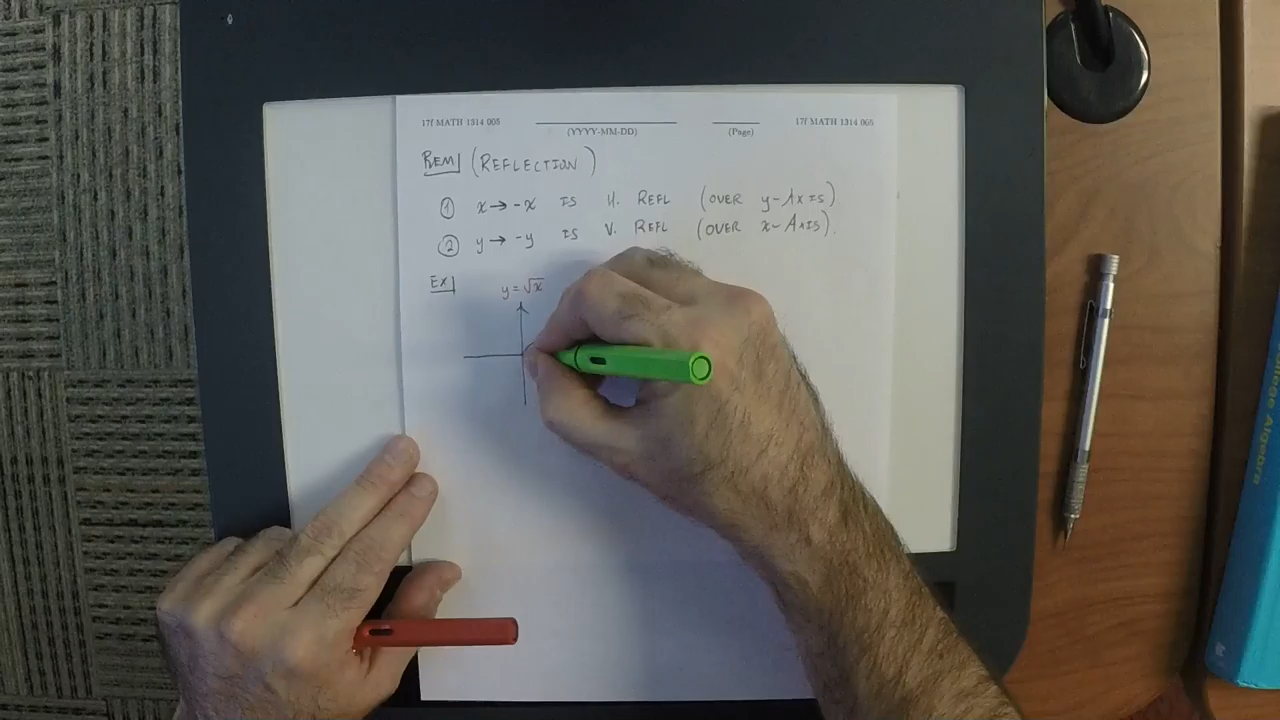 17f MATH 1314 005 (YYYY-MM-DD) (Page) 17f MATH 1314 005
REM (REFLECTION)
① x → -x IS H. REFL (OVER y-AXIS)
② y → -y IS V. REFL (OVER x-AXIS).
EX y = √x
College Algebra